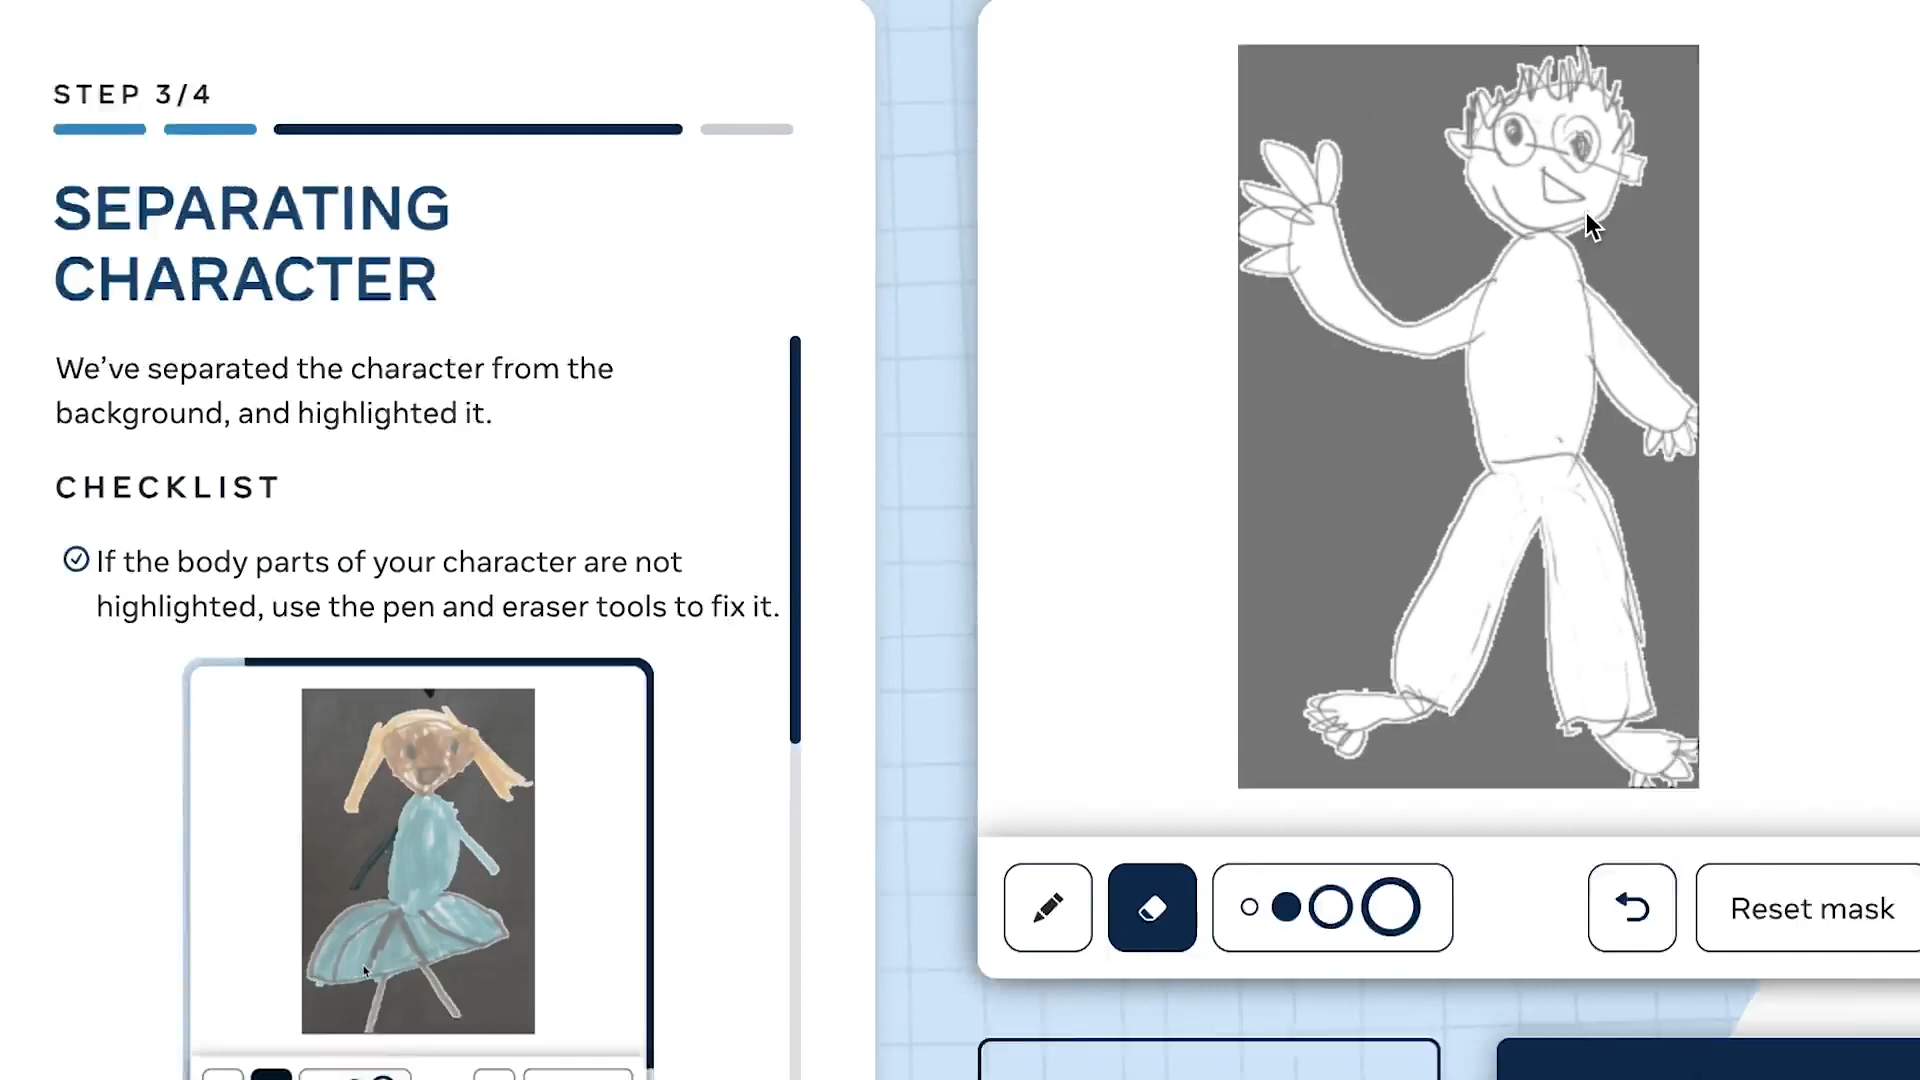 STEP 3/4
SEPARATING
CHARACTER
We’ve separated the character from the
background, and highlighted it.
CHECKLIST
If the body parts of your character are not
highlighted, use the pen and eraser tools to fix it.
Reset mask